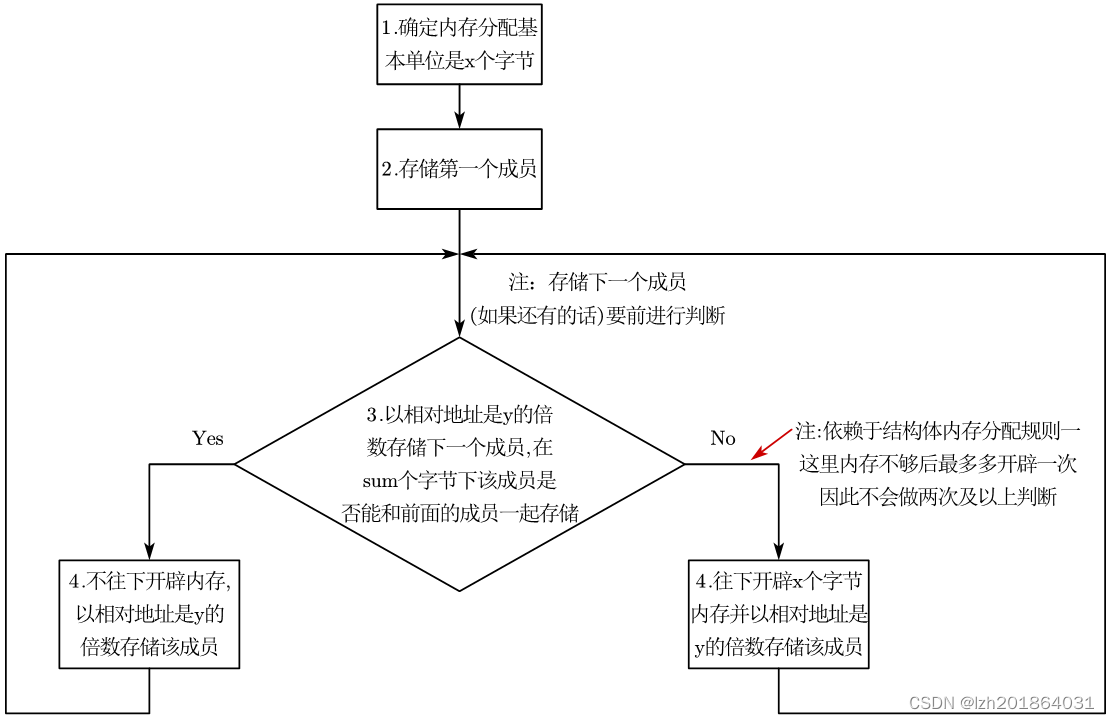 1.确定内存分配基
本单位是x个字节
2.存储第一个成员
注：存储下一个成员
(如果还有的话)要前进行判断
3.以相对地址是y的倍
数存储下一个成员,在
sum个字节下该成员是
否能和前面的成员一起存储
Yes
No
注:依赖于结构体内存分配规则一
这里内存不够后最多多开辟一次
因此不会做两次及以上判断
4.不往下开辟内存,
以相对地址是y的
倍数存储该成员
4.往下开辟x个字节
内存并以相对地址是
y的倍数存储该成员
CSDN @lzh201864031